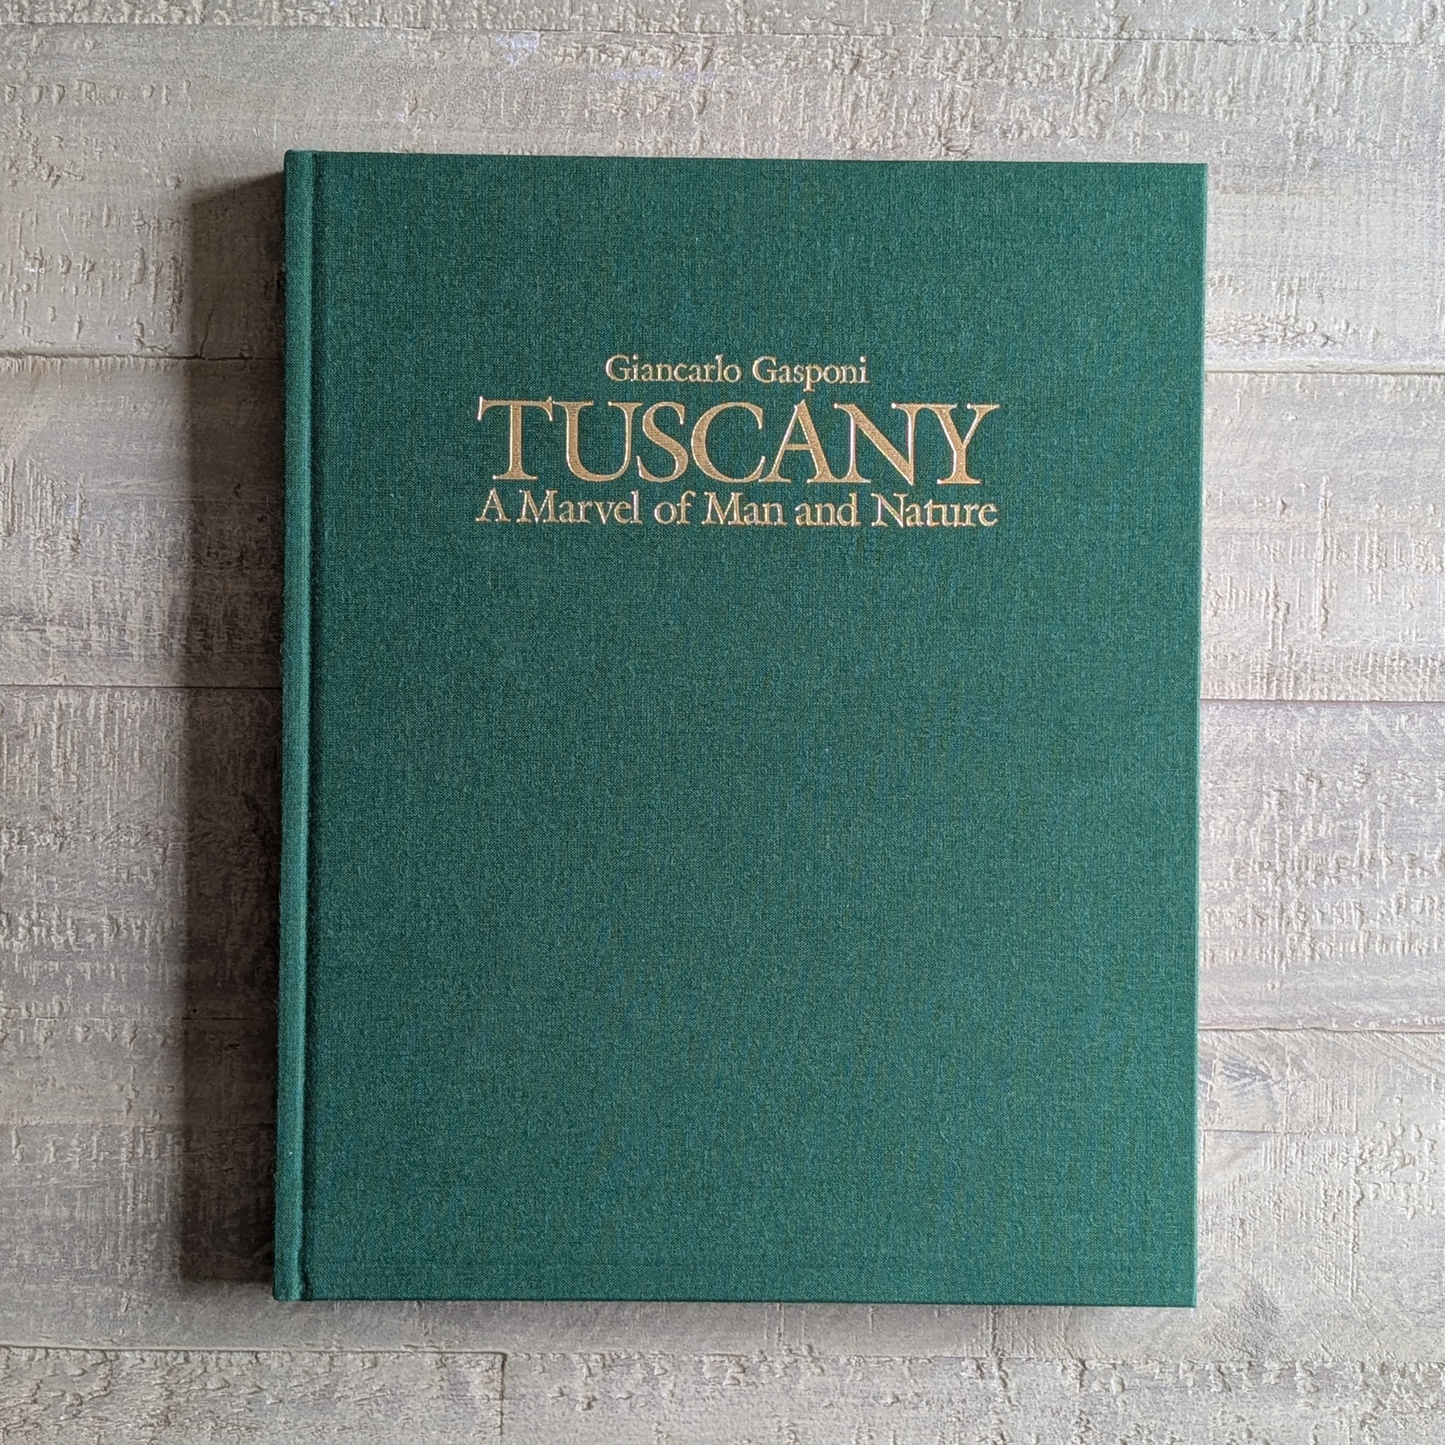 Giancarlo Gasponi
TUSCANY
A Marvel of Man and Nature